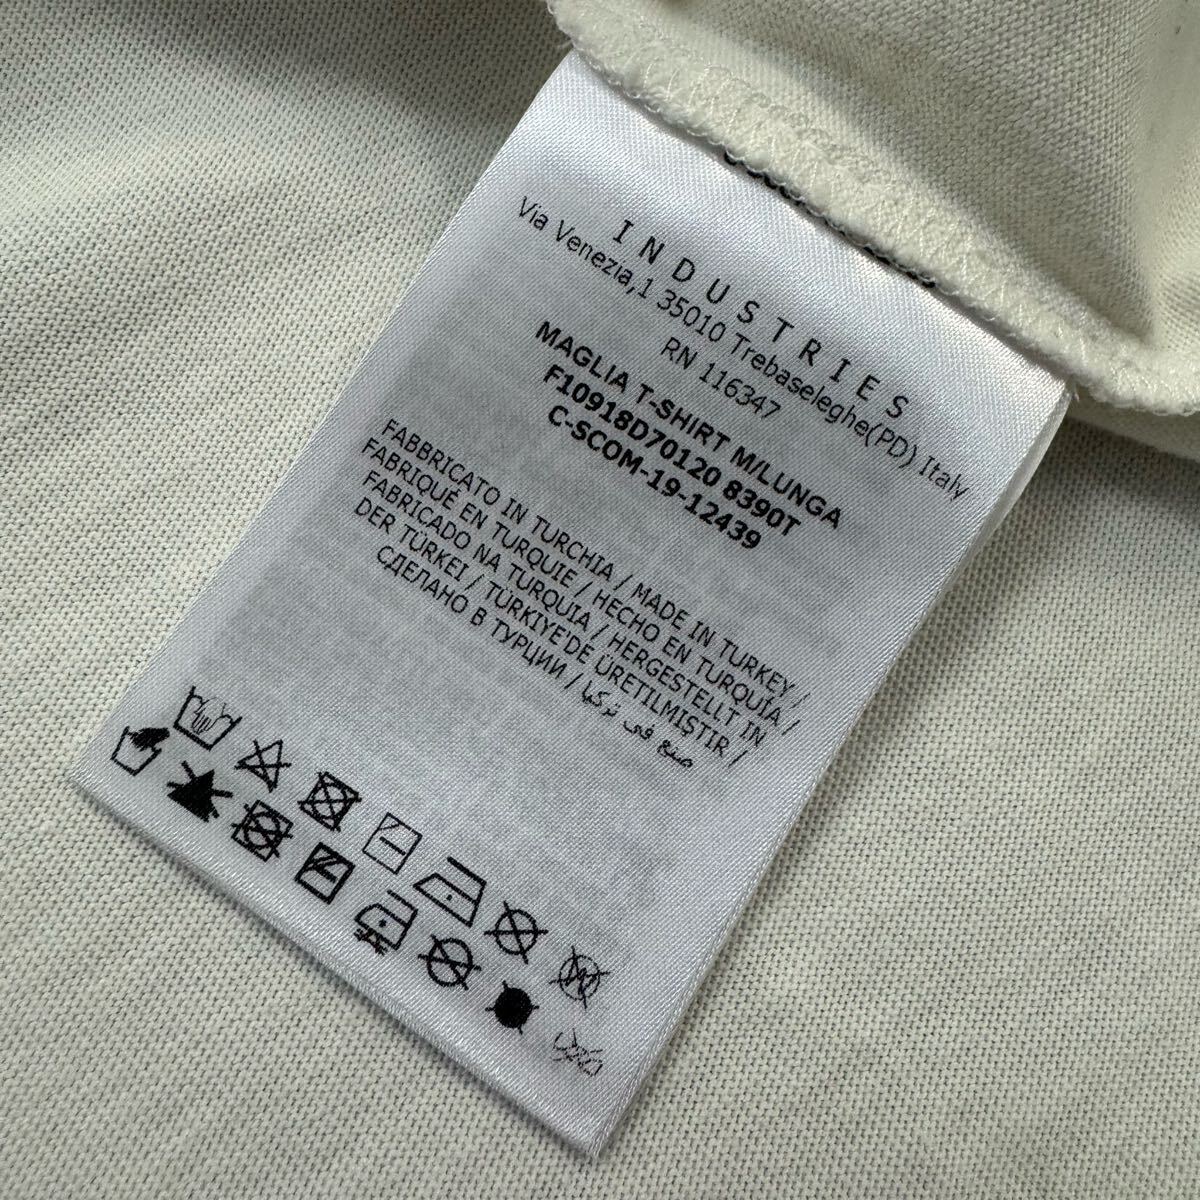 INDUSTRIES
Via Venezia,1 35010 Trebaseleghe(PD) Italy
RN 116347
MAGLIA T-SHIRT M/LUNGA
F10918D70120 8390T
C-SCOM-19-12439
FABBRICATO IN TURCHIA / MADE IN TURKEY /
FABRIQUÉ EN TURQUIE / HECHO EN TURQUÍA /
FABRICADO NA TURQUIA / HERGESTELLT IN
DER TÜRKEI / TÜRKIYE'DE ÜRETILMIŞTIR /
СДЕЛАНО В ТУРЦИИ / صنع في تركيا